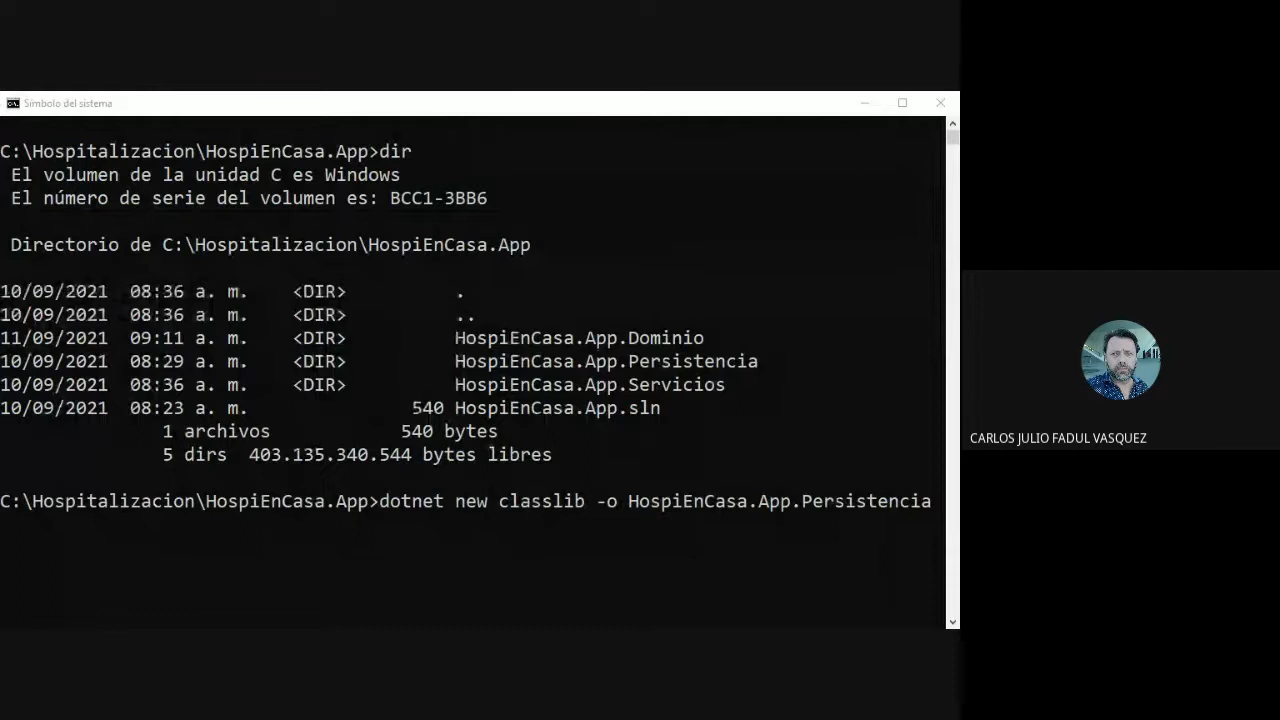 Símbolo del sistema
C:\Hospitalizacion\HospiEnCasa.App>dir
El volumen de la unidad C es Windows
El número de serie del volumen es: BCC1-3BB6
Directorio de C:\Hospitalizacion\HospiEnCasa.App
10/09/2021 08:36 a. m. <DIR> .
10/09/2021 08:36 a. m. <DIR> ..
11/09/2021 09:11 a. m. <DIR> HospiEnCasa.App.Dominio
10/09/2021 08:29 a. m. <DIR> HospiEnCasa.App.Persistencia
10/09/2021 08:36 a. m. <DIR> HospiEnCasa.App.Servicios
10/09/2021 08:23 a. m. 540 HospiEnCasa.App.sln
1 archivos 540 bytes
5 dirs 403.135.340.544 bytes libres
C:\Hospitalizacion\HospiEnCasa.App>dotnet new classlib -o HospiEnCasa.App.Persistencia
CARLOS JULIO FADUL VASQUEZ